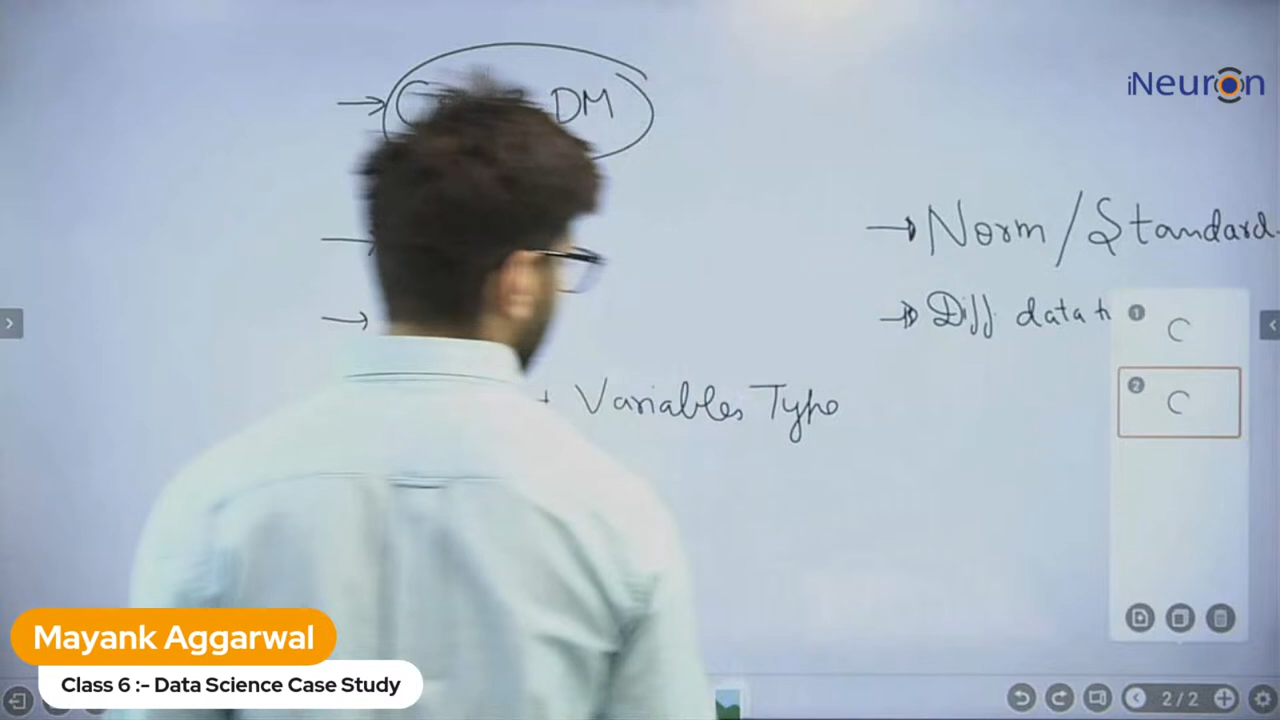 iNeuron
DM
→ Norm / Standard
→ Diff data
Variables Type
1
2
Mayank Aggarwal
Class 6 :- Data Science Case Study
2/2